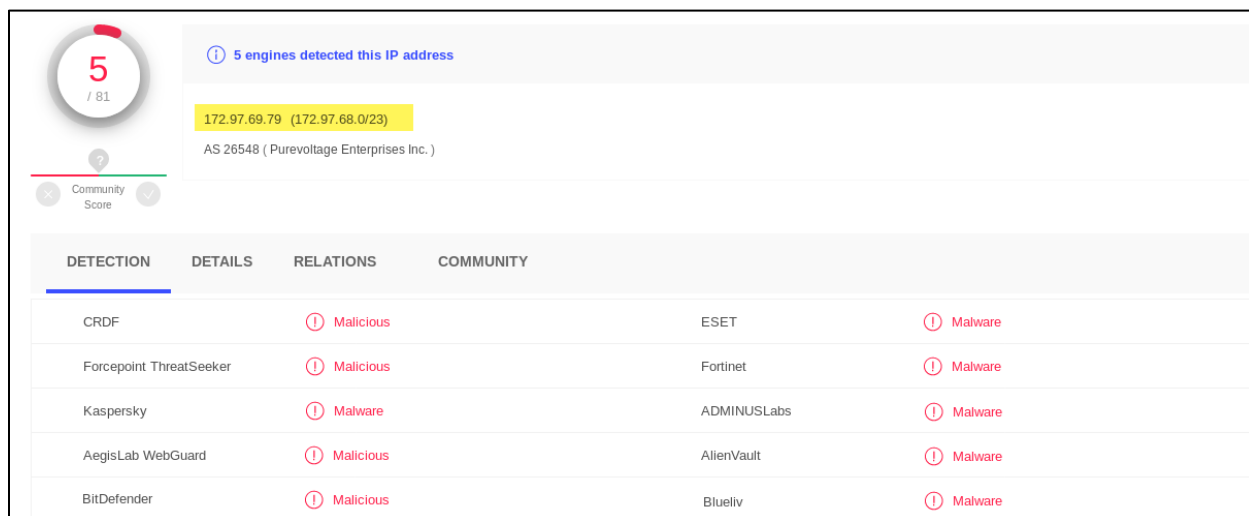 5
/ 81
5 engines detected this IP address
172.97.69.79 (172.97.68.0/23)
AS 26548 ( Purevoltage Enterprises Inc. )
?
Community
Score
DETECTION DETAILS RELATIONS COMMUNITY
CRDF Malicious ESET Malware
Forcepoint ThreatSeeker Malicious Fortinet Malware
Kaspersky Malware ADMINUSLabs Malware
AegisLab WebGuard Malicious AlienVault Malware
BitDefender Malicious Blueliv Malware